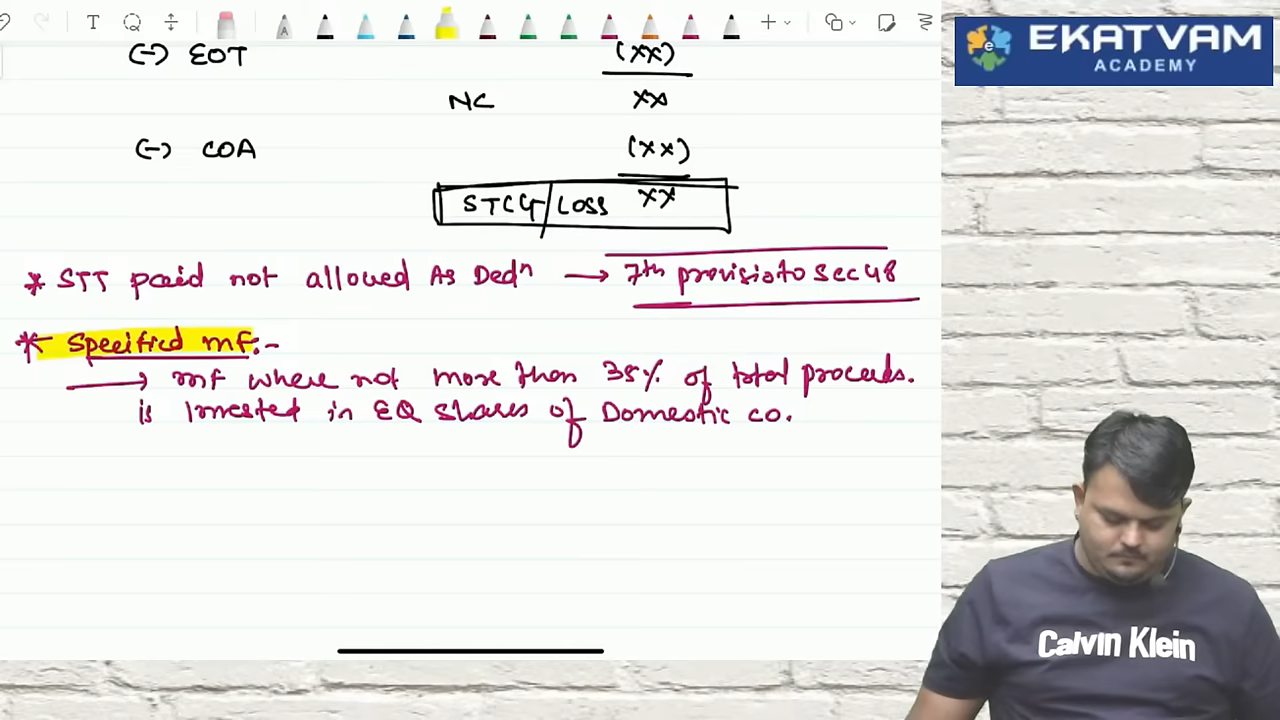 T
A
EKATVAM
ACADEMY
(-) EOT (XX)
NC XX
(-) COA (XX)
STCG/LOSS XX
* STT paid not allowed As Dedⁿ → 7th provisio to Sec 48
* Specified mf:-
→ mf where not more than 35% of total proceeds.
is Invested in EQ shares of Domestic co.
Calvin Klein